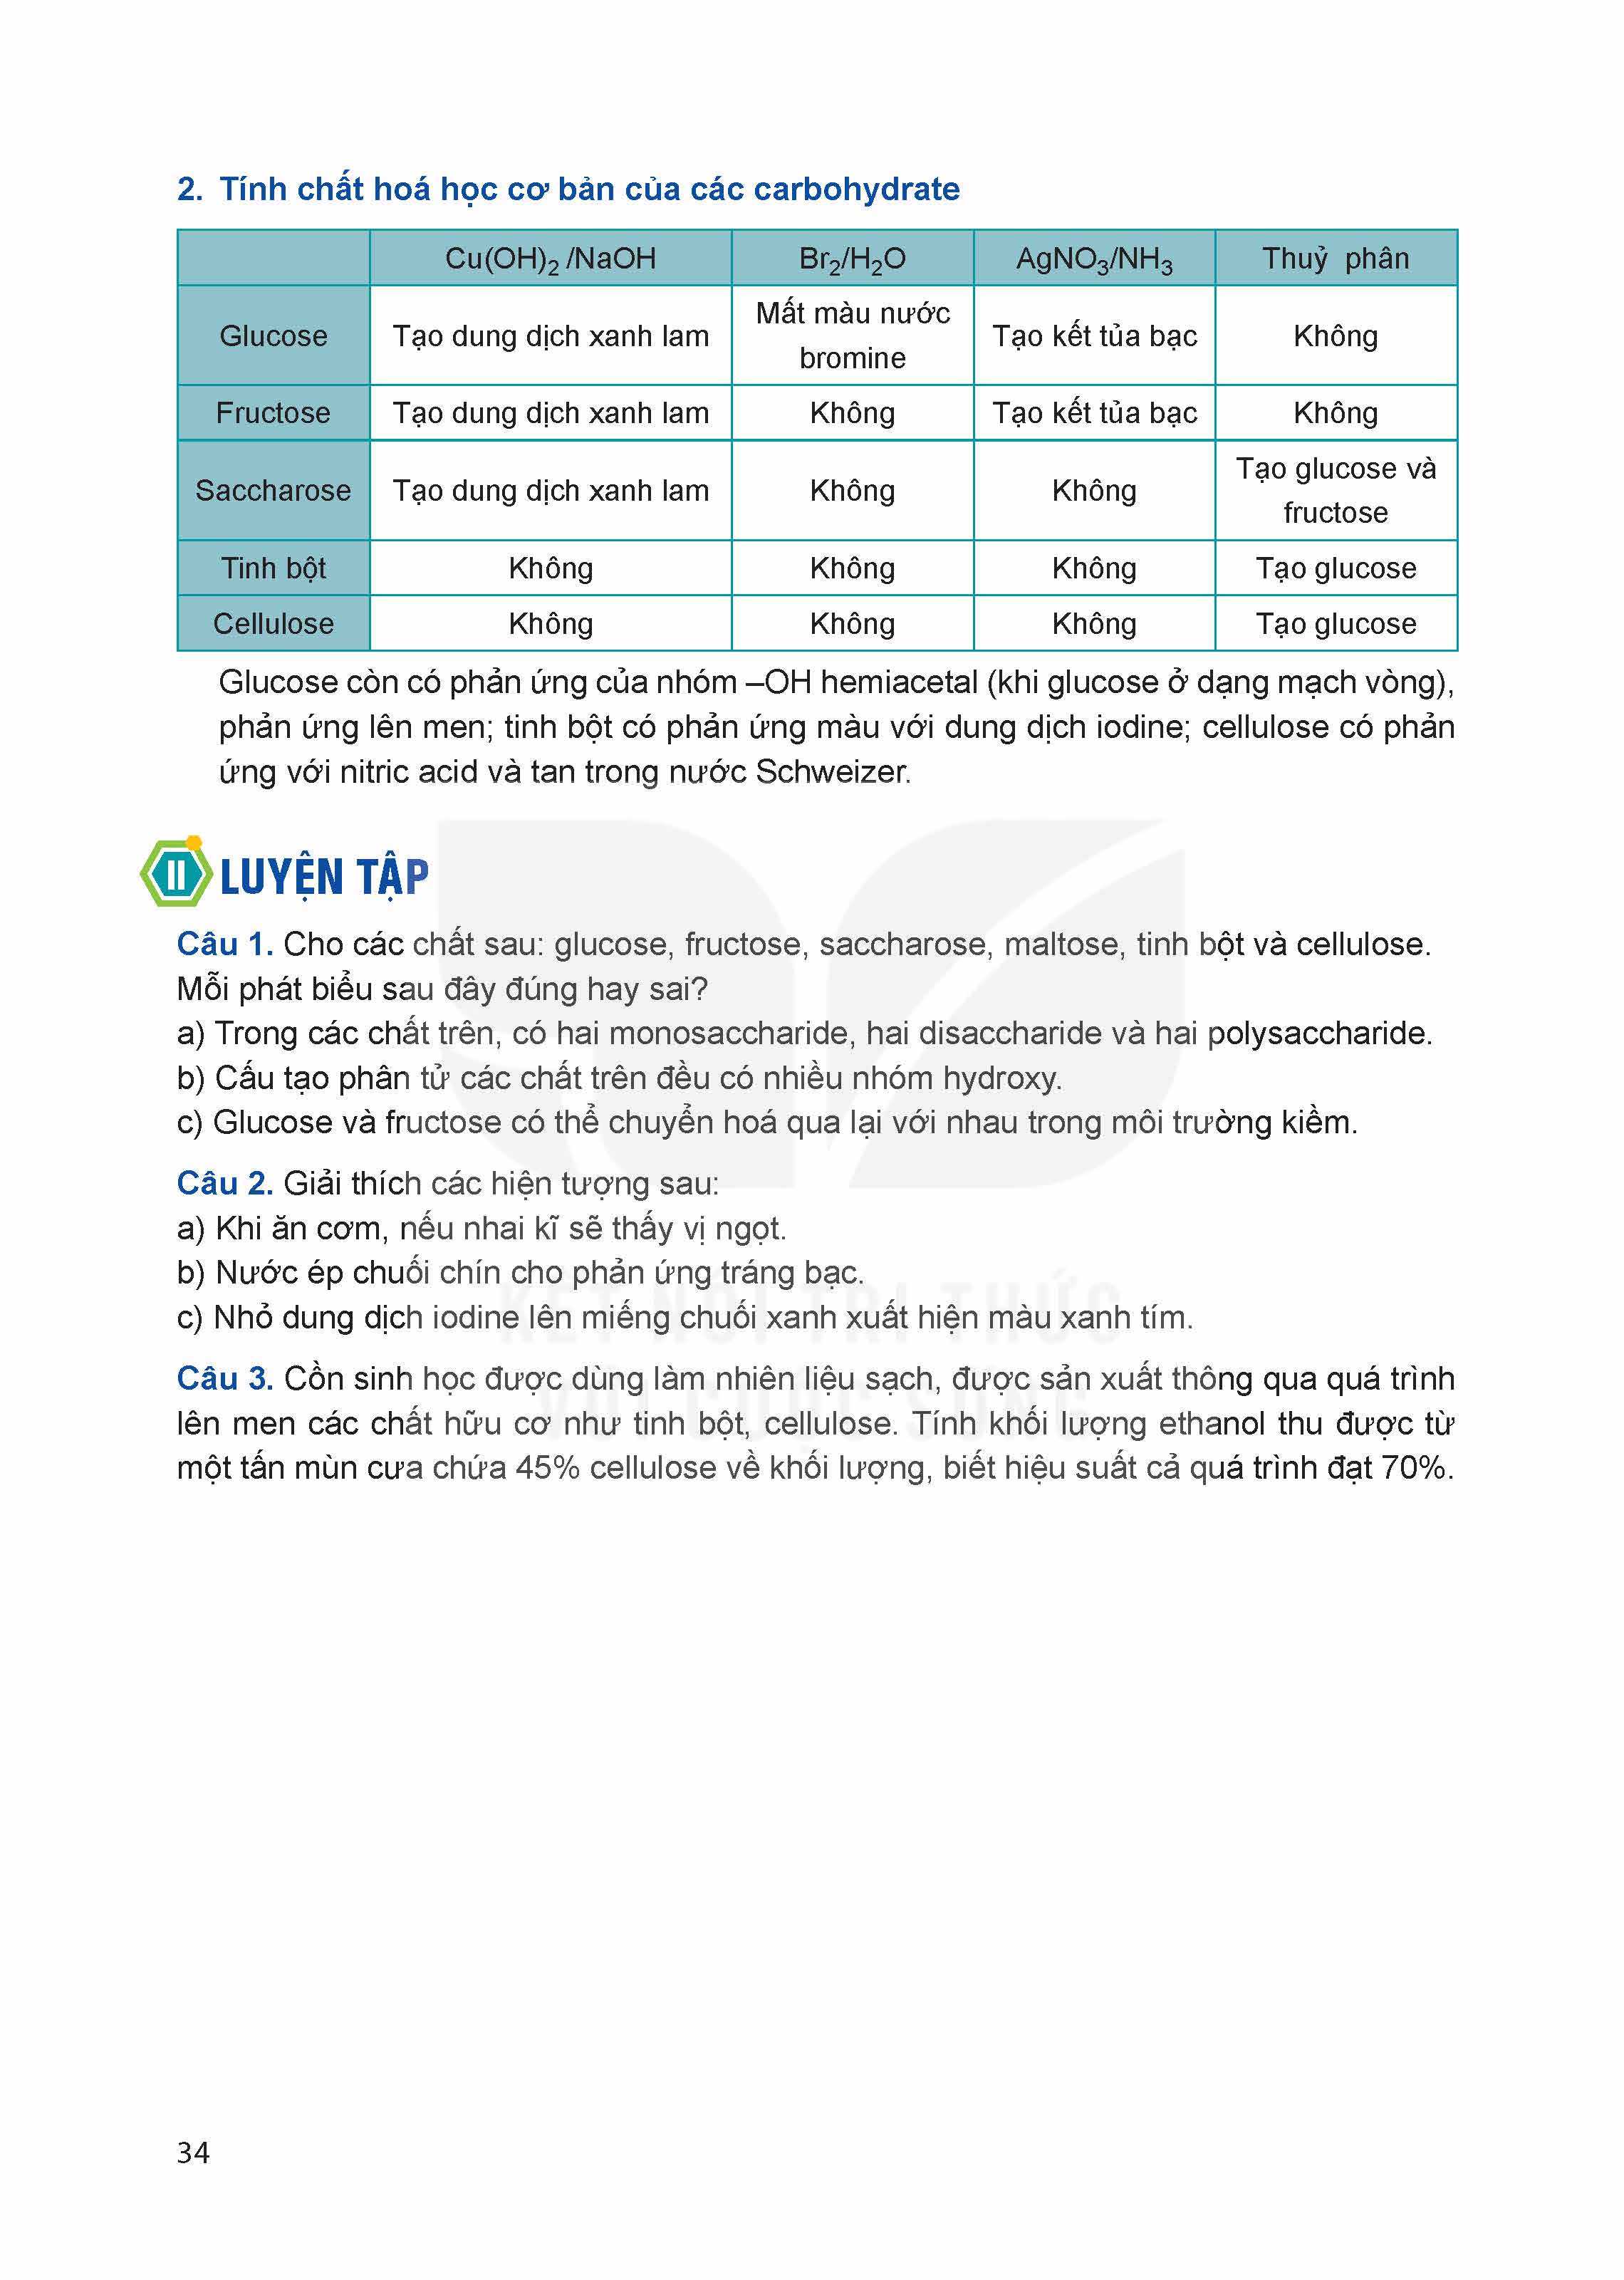 2. Tính chất hoá học cơ bản của các carbohydrate
Cu(OH)₂ /NaOH Br₂/H₂O AgNO₃/NH₃ Thuỷ phân
Glucose Tạo dung dịch xanh lam Mất màu nước bromine Tạo kết tủa bạc Không
Fructose Tạo dung dịch xanh lam Không Tạo kết tủa bạc Không
Saccharose Tạo dung dịch xanh lam Không Không Tạo glucose và fructose
Tinh bột Không Không Không Tạo glucose
Cellulose Không Không Không Tạo glucose
Glucose còn có phản ứng của nhóm –OH hemiacetal (khi glucose ở dạng mạch vòng),
phản ứng lên men; tinh bột có phản ứng màu với dung dịch iodine; cellulose có phản
ứng với nitric acid và tan trong nước Schweizer.
II LUYỆN TẬP
Câu 1. Cho các chất sau: glucose, fructose, saccharose, maltose, tinh bột và cellulose.
Mỗi phát biểu sau đây đúng hay sai?
a) Trong các chất trên, có hai monosaccharide, hai disaccharide và hai polysaccharide.
b) Cấu tạo phân tử các chất trên đều có nhiều nhóm hydroxy.
c) Glucose và fructose có thể chuyển hoá qua lại với nhau trong môi trường kiềm.
Câu 2. Giải thích các hiện tượng sau:
a) Khi ăn cơm, nếu nhai kĩ sẽ thấy vị ngọt.
b) Nước ép chuối chín cho phản ứng tráng bạc.
c) Nhỏ dung dịch iodine lên miếng chuối xanh xuất hiện màu xanh tím.
Câu 3. Cồn sinh học được dùng làm nhiên liệu sạch, được sản xuất thông qua quá trình
lên men các chất hữu cơ như tinh bột, cellulose. Tính khối lượng ethanol thu được từ
một tấn mùn cưa chứa 45% cellulose về khối lượng, biết hiệu suất cả quá trình đạt 70%.
KẾT NỐI TRI THỨC
VỚI CUỘC SỐNG
34